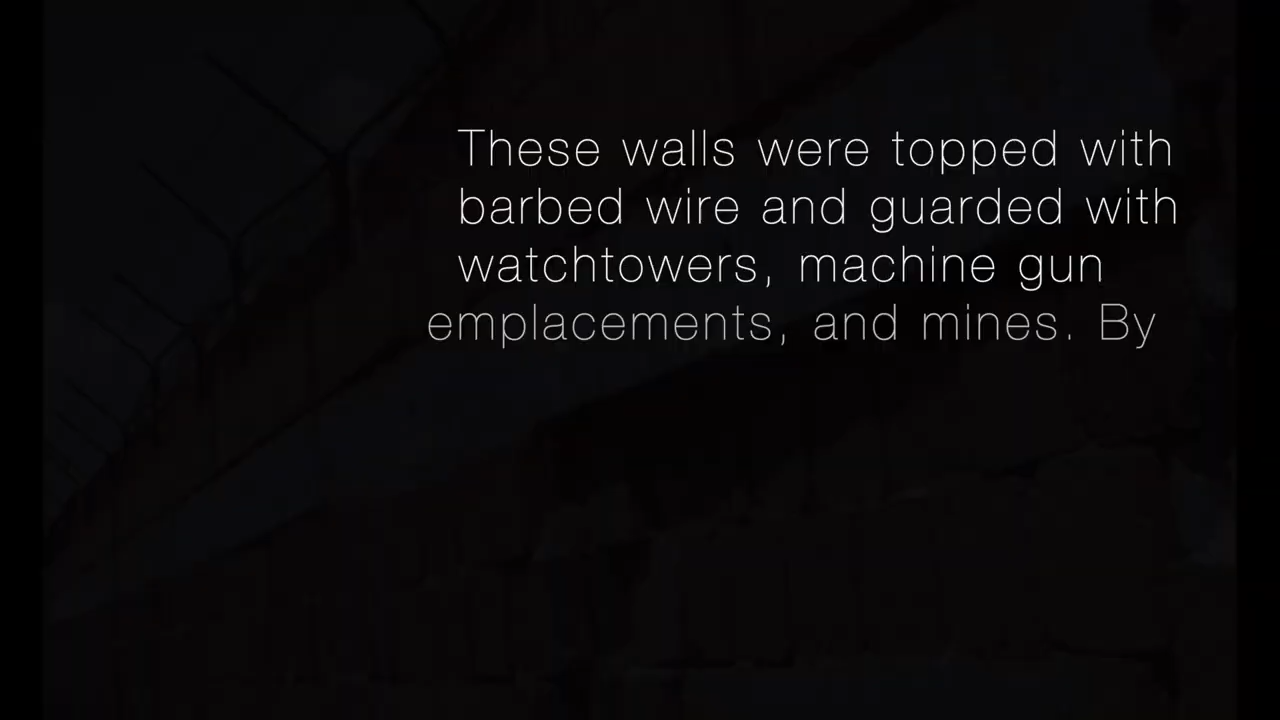 These walls were topped with
barbed wire and guarded with
watchtowers, machine gun
emplacements, and mines. By